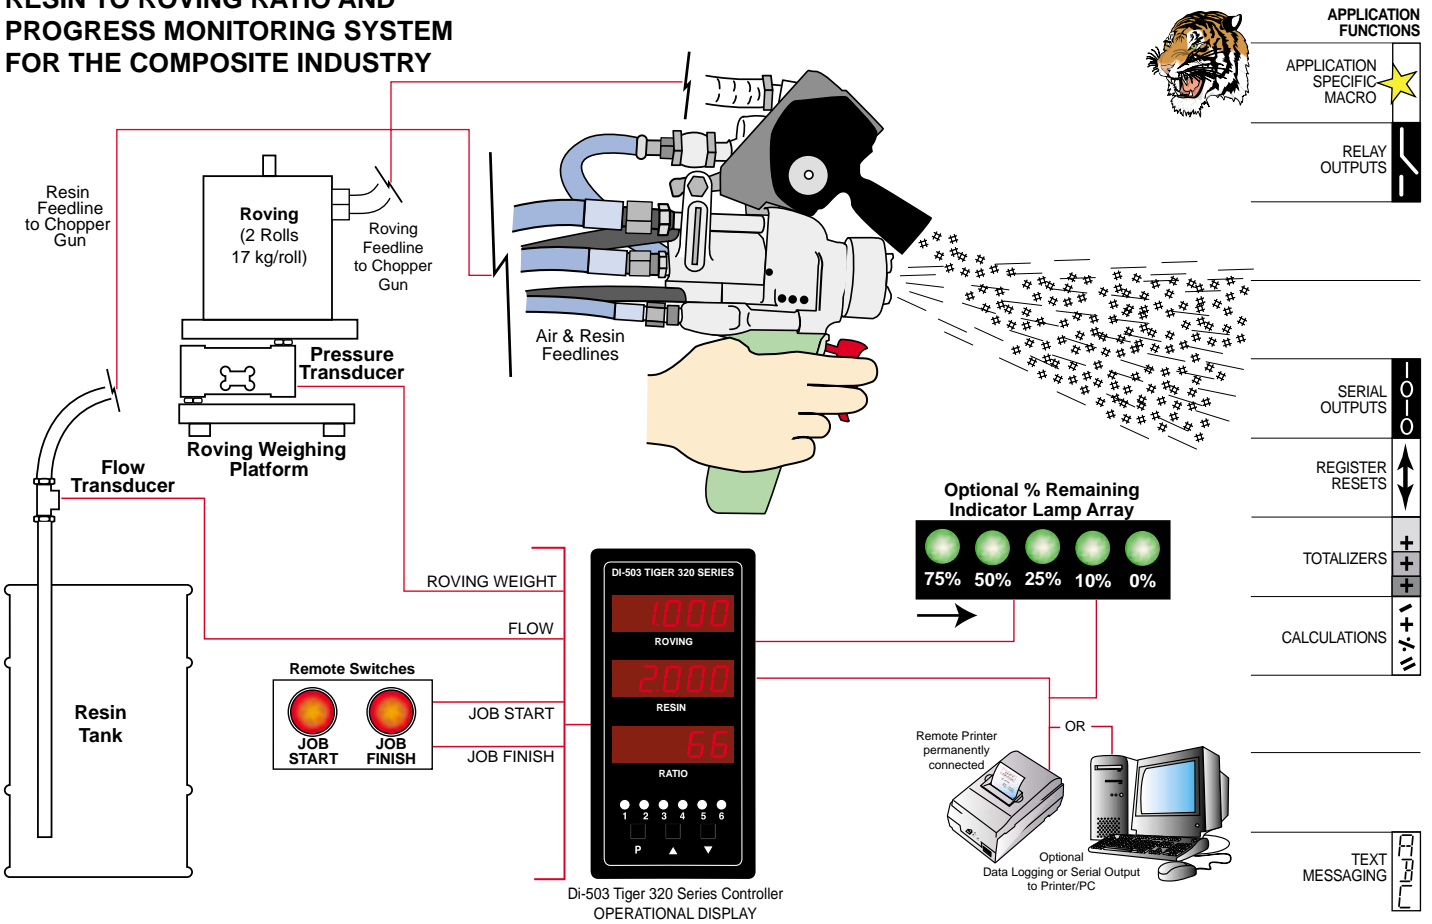 RESIN TO ROVING RATIO AND
PROGRESS MONITORING SYSTEM
FOR THE COMPOSITE INDUSTRY
APPLICATION
FUNCTIONS
APPLICATION
SPECIFIC
MACRO
RELAY
OUTPUTS
SERIAL
OUTPUTS
REGISTER
RESETS
TOTALIZERS
CALCULATIONS
TEXT
MESSAGING
Resin
Feedline
to Chopper
Gun
Roving
(2 Rolls
17 kg/roll)
Roving
Feedline
to Chopper
Gun
Air & Resin
Feedlines
Pressure
Transducer
Roving Weighing
Platform
Flow
Transducer
Resin
Tank
ROVING WEIGHT
FLOW
Remote Switches
JOB
START
JOB
FINISH
JOB START
JOB FINISH
DI-503 TIGER 320 SERIES
1.000
ROVING
2.000
RESIN
66
RATIO
1 2 3 4 5 6
P ▲ ▼
Di-503 Tiger 320 Series Controller
OPERATIONAL DISPLAY
Optional % Remaining
Indicator Lamp Array
75% 50% 25% 10% 0%
OR
Remote Printer
permanently
connected
Optional
Data Logging or Serial Output
to Printer/PC